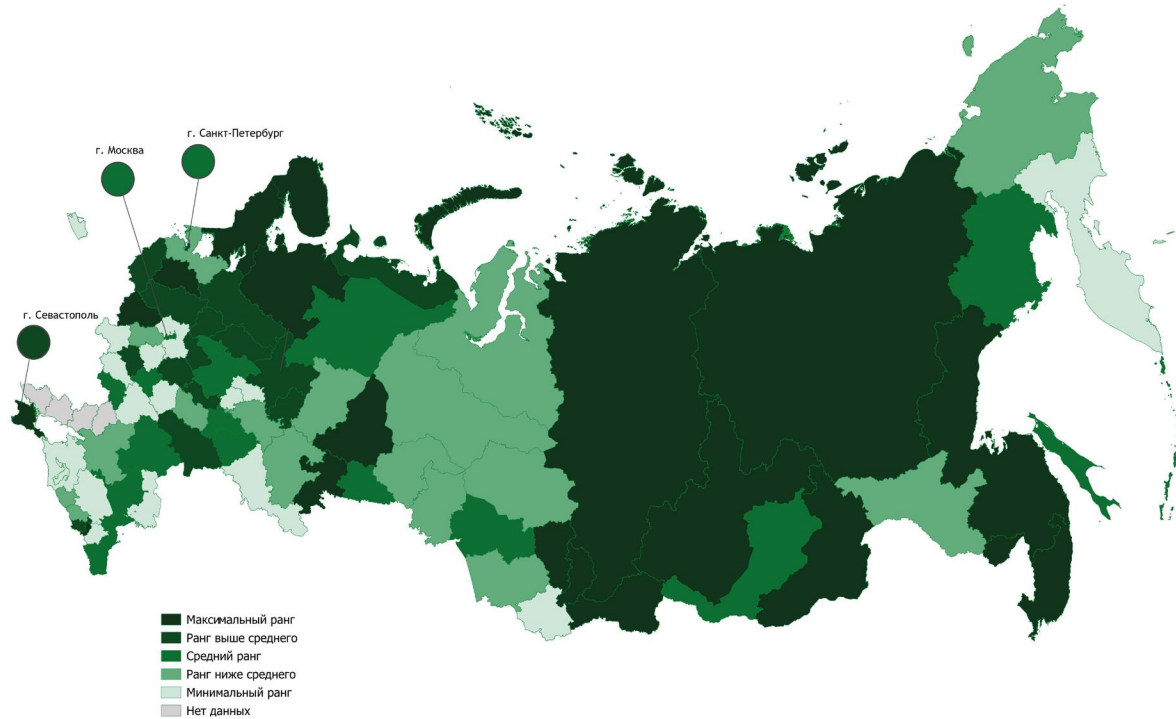 г. Санкт-Петербург
г. Москва
г. Севастополь
Максимальный ранг
Ранг выше среднего
Средний ранг
Ранг ниже среднего
Минимальный ранг
Нет данных